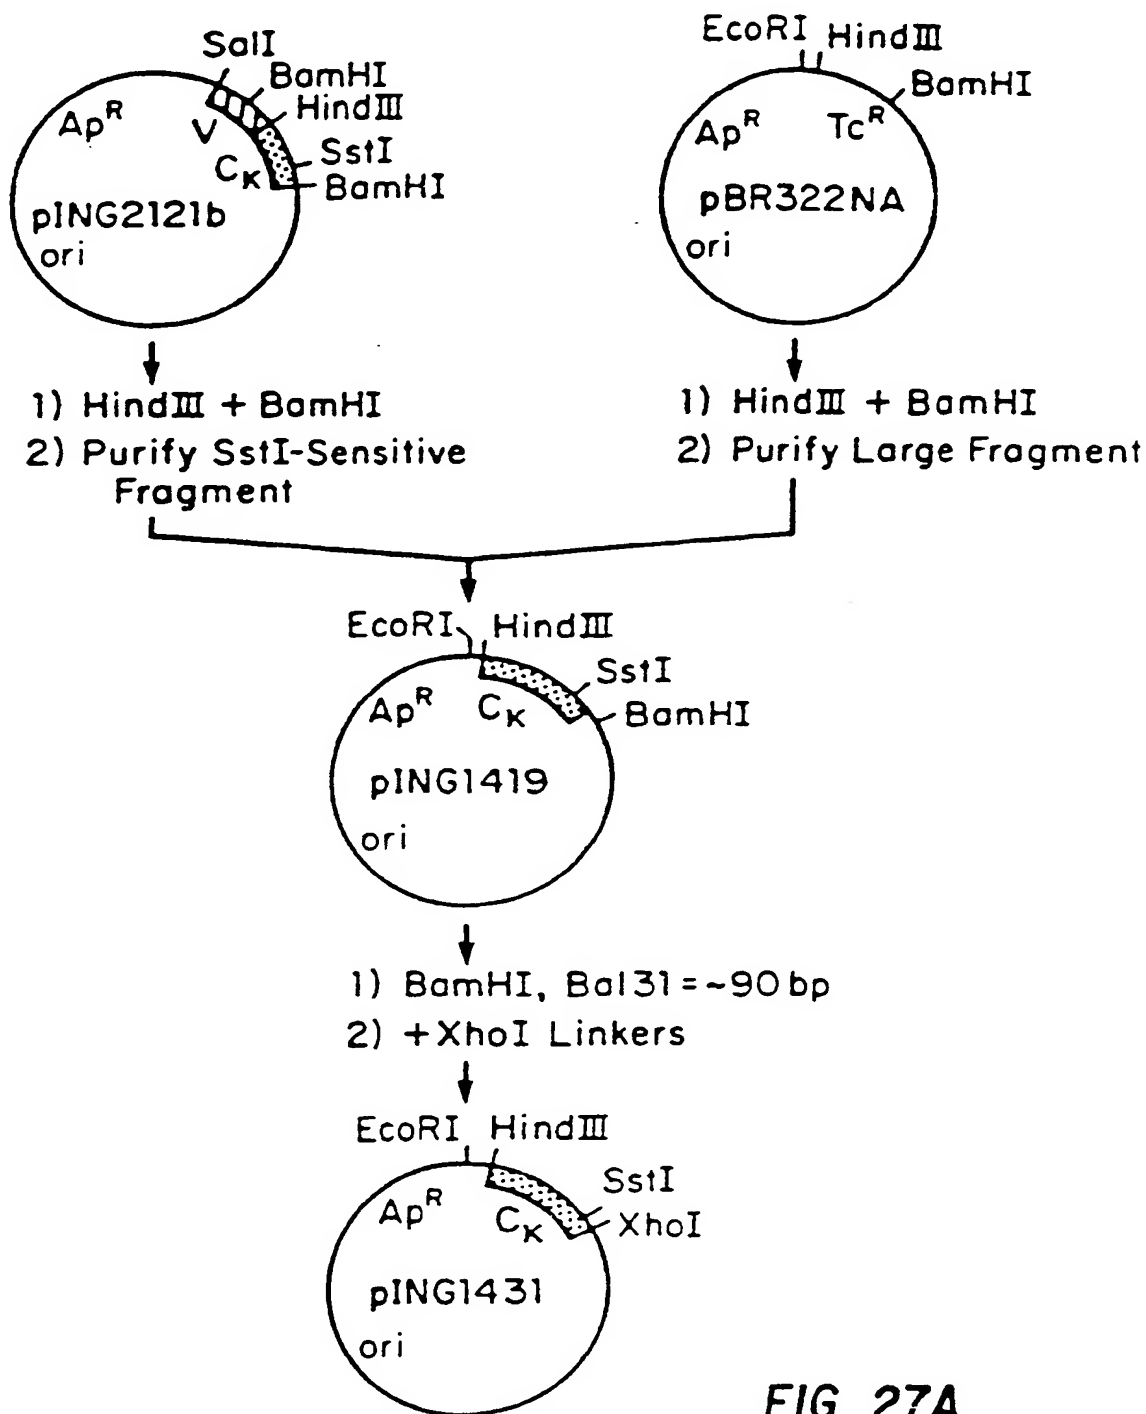 SalI
BamHI
HindIII
SstI
BamHI
Ap^R
V
C_K
pING2121b
ori
EcoRI HindIII
BamHI
Ap^R Tc^R
pBR322NA
ori
1) HindIII + BamHI
2) Purify SstI-Sensitive
Fragment
1) HindIII + BamHI
2) Purify Large Fragment
EcoRI HindIII
SstI
BamHI
Ap^R C_K
pING1419
ori
1) BamHI, Bal31 = ~90 bp
2) +XhoI Linkers
EcoRI HindIII
SstI
XhoI
Ap^R C_K
pING1431
ori
FIG. 27A